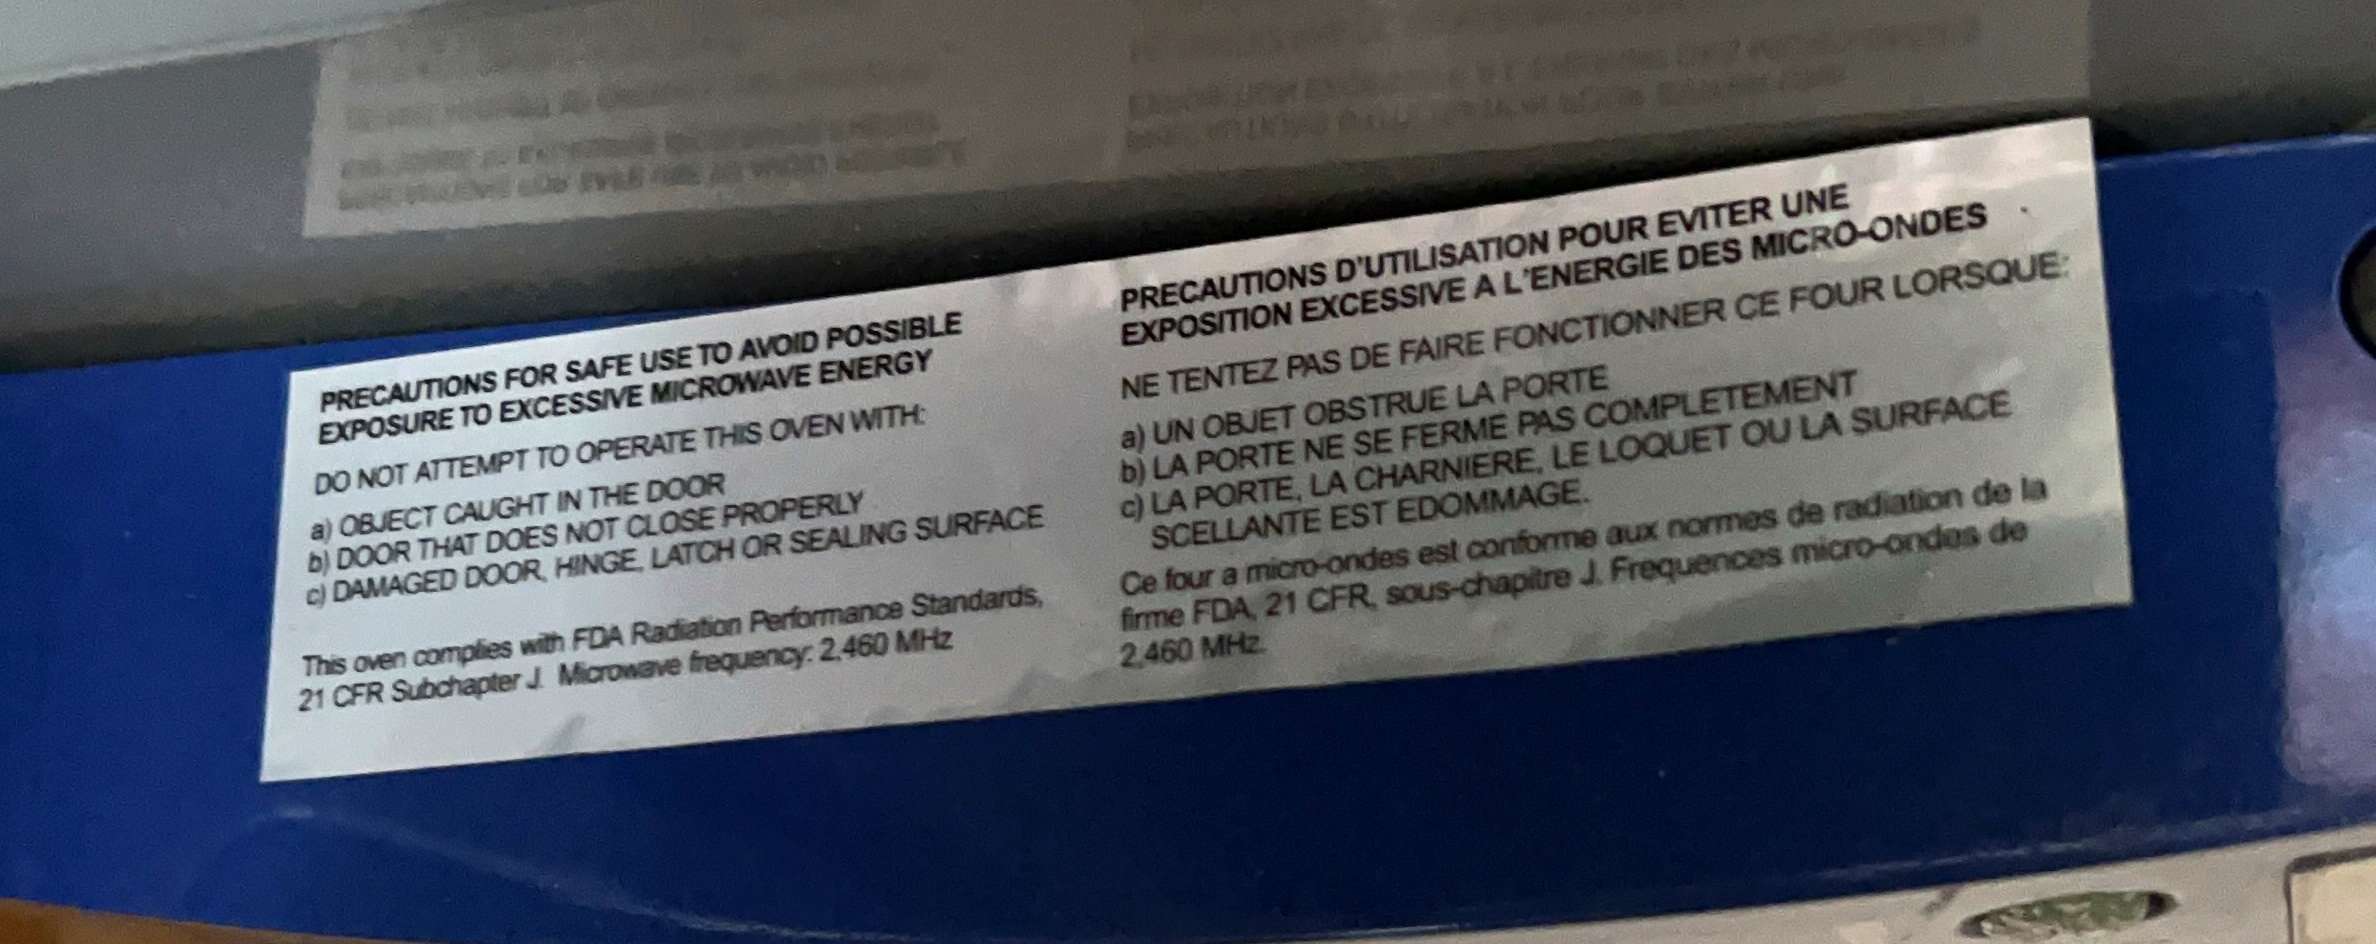 PRECAUTIONS FOR SAFE USE TO AVOID POSSIBLE
EXPOSURE TO EXCESSIVE MICROWAVE ENERGY
DO NOT ATTEMPT TO OPERATE THIS OVEN WITH:
a) OBJECT CAUGHT IN THE DOOR
b) DOOR THAT DOES NOT CLOSE PROPERLY
c) DAMAGED DOOR, HINGE, LATCH OR SEALING SURFACE
This oven complies with FDA Radiation Performance Standards,
21 CFR Subchapter J. Microwave frequency: 2,460 MHz
PRECAUTIONS D'UTILISATION POUR EVITER UNE
EXPOSITION EXCESSIVE A L'ENERGIE DES MICRO-ONDES
NE TENTEZ PAS DE FAIRE FONCTIONNER CE FOUR LORSQUE:
a) UN OBJET OBSTRUE LA PORTE
b) LA PORTE NE SE FERME PAS COMPLETEMENT
c) LA PORTE, LA CHARNIERE, LE LOQUET OU LA SURFACE
SCELLANTE EST EDOMMAGE.
Ce four a micro-ondes est conforme aux normes de radiation de la
firme FDA, 21 CFR, sous-chapitre J. Frequences micro-ondes de
2,460 MHz.